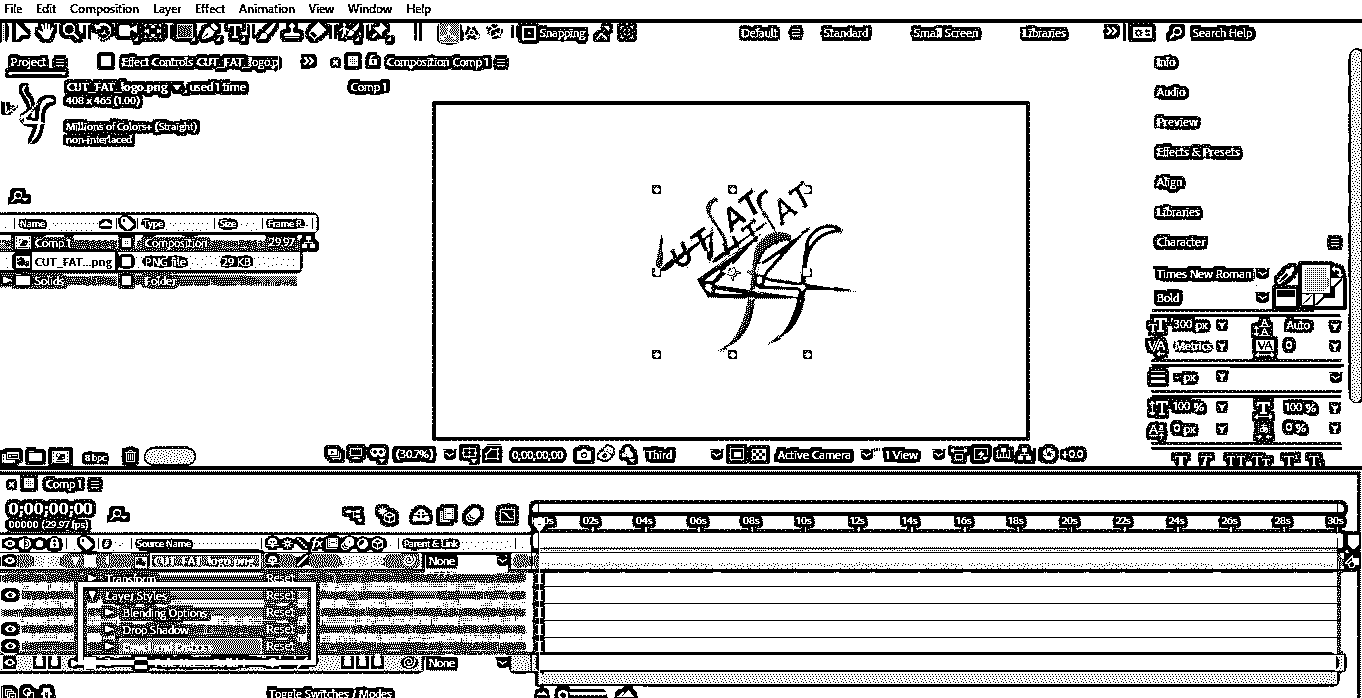 File Edit Composition Layer Effect Animation View Window Help
Snapping Default Standard Small Screen Libraries Search Help
Project Effect Controls CUT_FAT_logo.p Composition Comp 1
CUT_FAT_logo.png , used 1 time
408 x 465 (1.00)
Millions of Colors+ (Straight)
non-interlaced
Comp 1
Info
Audio
Preview
Effects & Presets
Align
Libraries
Character
Name Type Size Frame R..
Comp 1 Composition 29.97
CUT_FAT...png PNG file 29 KB
Solids Folder
Times New Roman
Bold
300 px Auto
Metrics 0
- px
100 % 100 %
0 px 0 %
8 bpc (30.7%) 0;00;00;00 Third Active Camera 1 View +0.0
Comp 1
0;00;00;00
00000 (29.97 fps)
02s 04s 06s 08s 10s 12s 14s 16s 18s 20s 22s 24s 26s 28s 30s
# Source Name Parent & Link
CUT_FAT_logo.png None
Transform Reset
Layer Styles Reset
Blending Options Reset
Drop Shadow Reset
Bevel and Emboss Reset
None
Toggle Switches / Modes